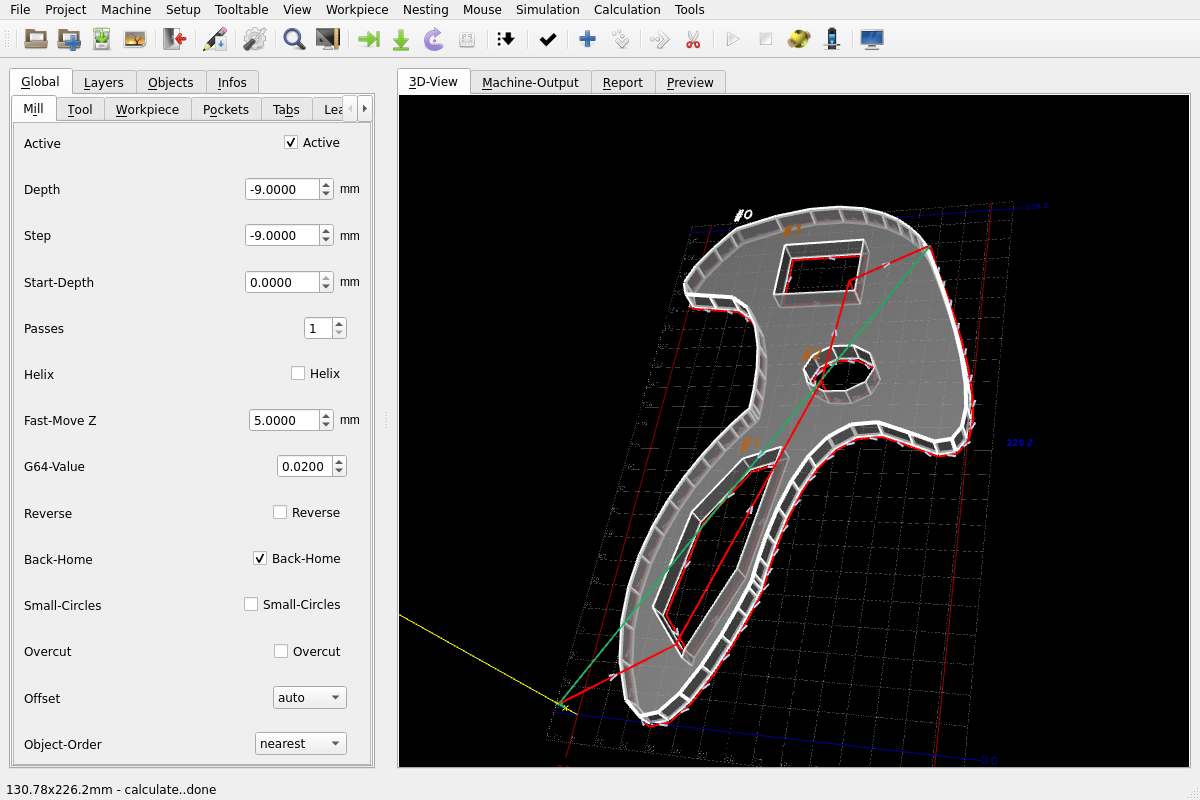 File Project Machine Setup Tooltable View Workpiece Nesting Mouse Simulation Calculation Tools
Global Layers Objects Infos
3D-View Machine-Output Report Preview
Mill Tool Workpiece Pockets Tabs Lea
Active Active
Depth -9.0000 mm
Step -9.0000 mm
Start-Depth 0.0000 mm
Passes 1
Helix Helix
Fast-Move Z 5.0000 mm
G64-Value 0.0200
Reverse Reverse
Back-Home Back-Home
Small-Circles Small-Circles
Overcut Overcut
Offset auto
Object-Order nearest
#0
#2
#1
226.2
130.78x226.2mm - calculate..done